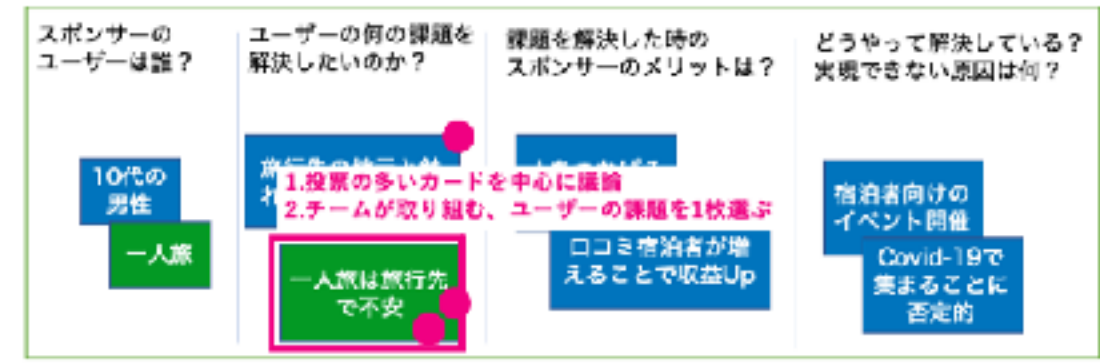 スポンサーの
ユーザーは誰？
ユーザーの何の課題を
解決したいのか？
課題を解決した時の
スポンサーのメリットは？
どうやって解決している？
実現できない原因は何？
10代の
男性
一人旅
1.投票の多いカードを中心に議論
2.チームが取り組む、ユーザーの課題を1枚選ぶ
一人旅は旅行先
で不安
口コミ宿泊者が増
えることで収益Up
宿泊者向けの
イベント開催
Covid-19で
集まることに
否定的